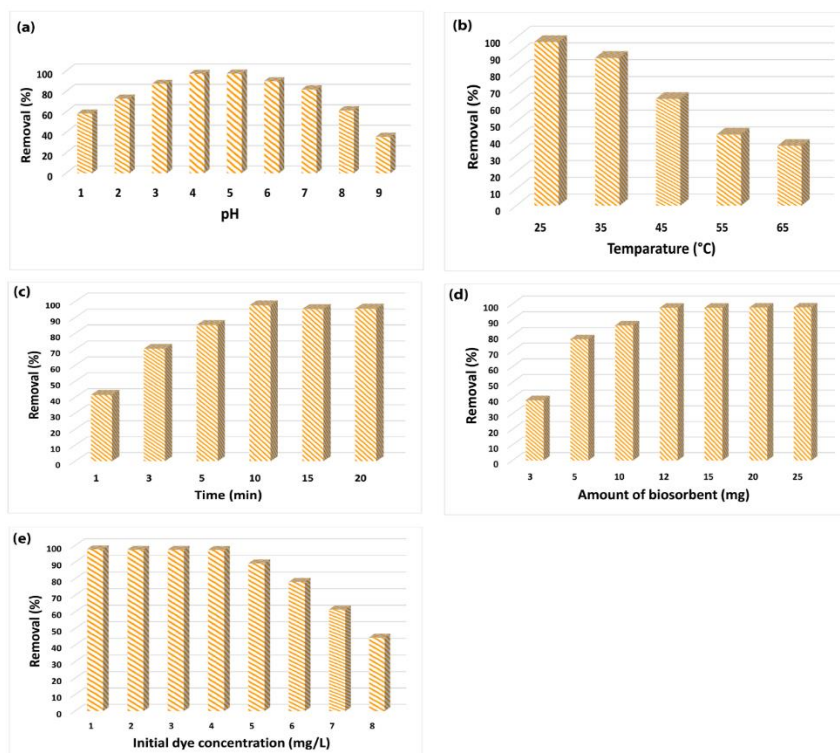 (a)
Removal (%)
100
80
60
40
20
0
1 2 3 4 5 6 7 8 9
pH
(b)
Removal (%)
100
90
80
70
60
50
40
30
20
10
0
25 35 45 55 65
Temparature (°C)
(c)
Removal (%)
100
90
80
70
60
50
40
30
20
10
0
1 3 5 10 15 20
Time (min)
(d)
Removal (%)
100
90
80
70
60
50
40
30
20
10
0
3 5 10 12 15 20 25
Amount of biosorbent (mg)
(e)
Removal (%)
100
90
80
70
60
50
40
30
20
10
0
1 2 3 4 5 6 7 8
Initial dye concentration (mg/L)